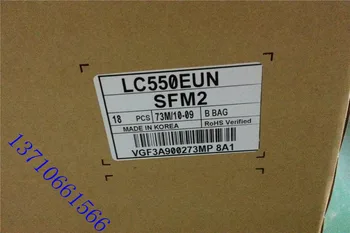 LC550EUN
SFM2
18 PCS 73M/10-09 B BAG
MADE IN KOREA RoHS Verified
VGF3A900273MP 8A1
13710661566